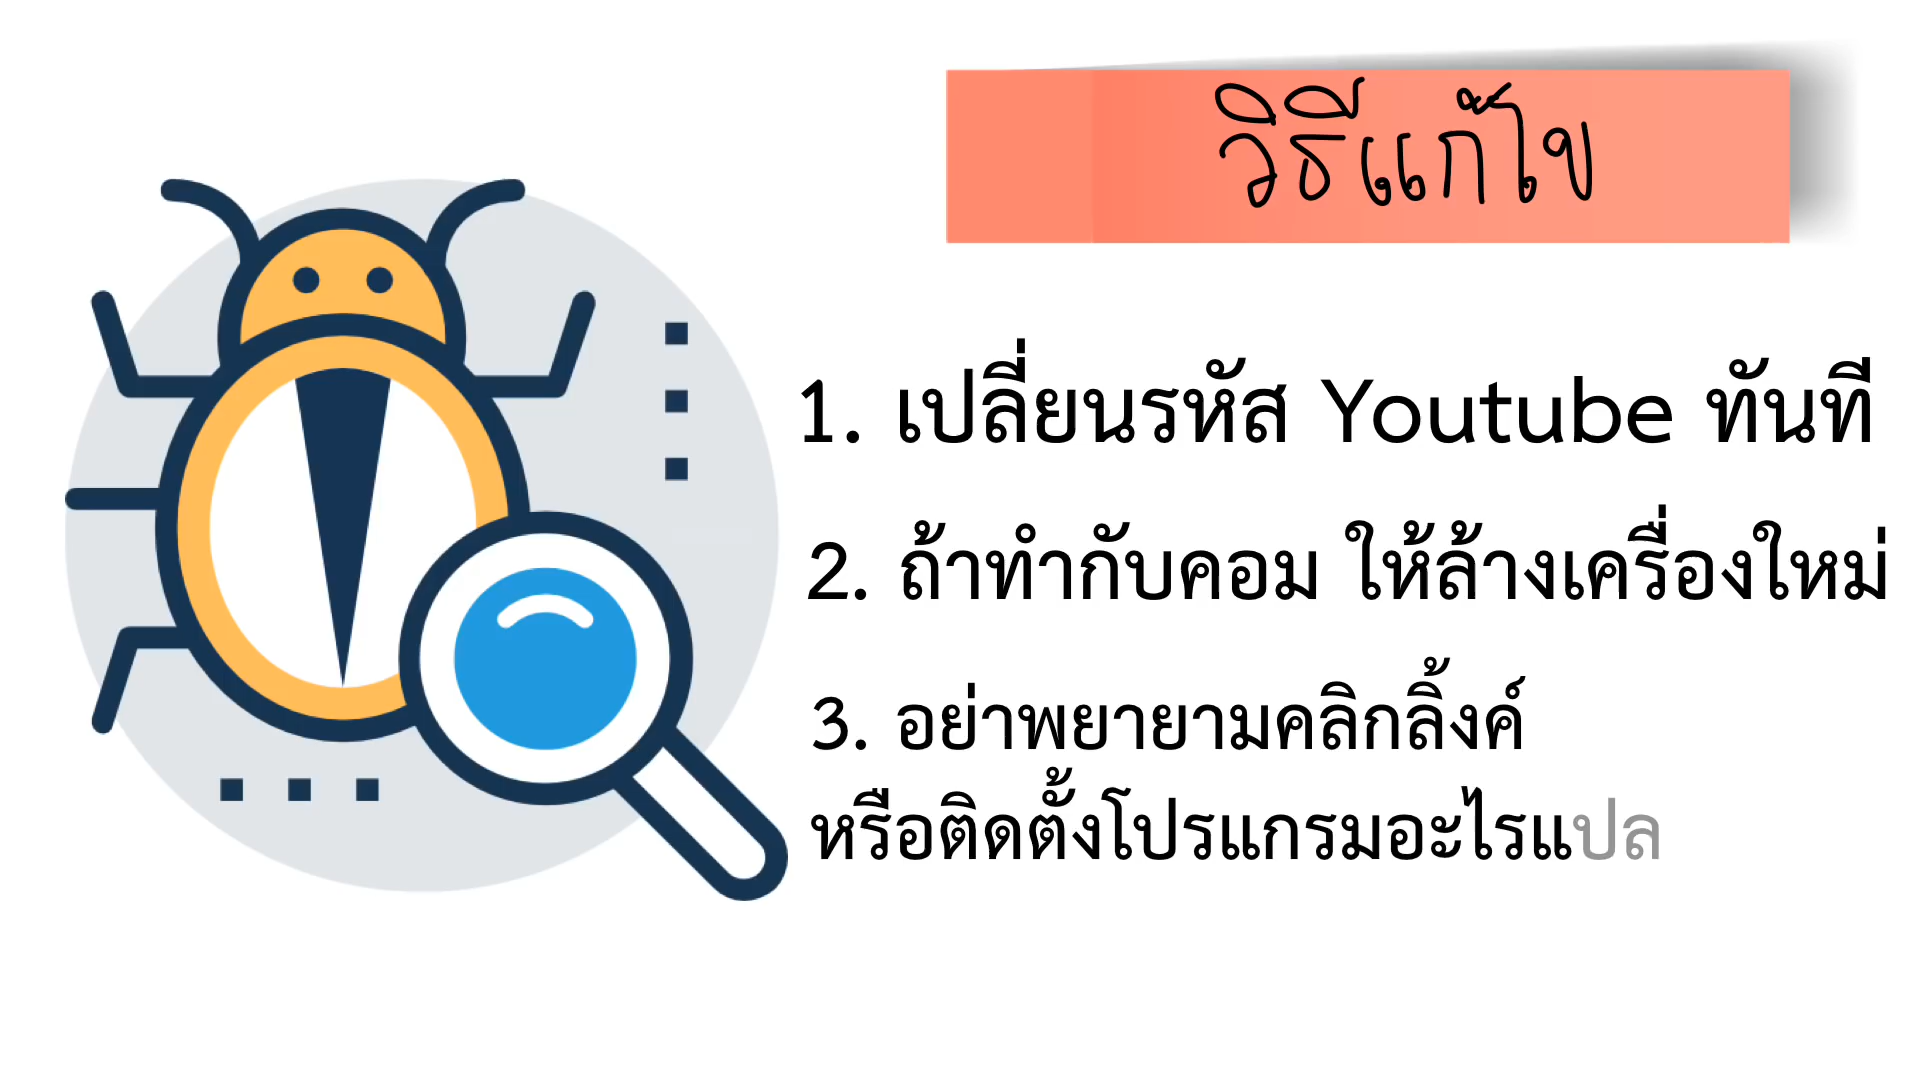 วิธีแก้ไข
1. เปลี่ยนรหัส Youtube ทันที
2. ถ้าทำกับคอม ให้ล้างเครื่องใหม่
3. อย่าพยายามคลิกลิ้งค์
หรือติดตั้งโปรแกรมอะไรแปล